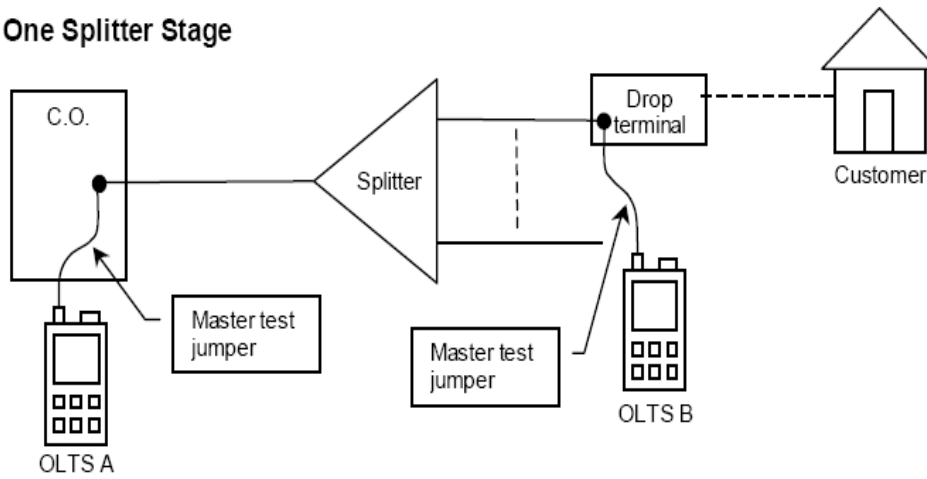 One Splitter Stage
C.O.
Splitter
Drop
terminal
Customer
Master test
jumper
Master test
jumper
OLTS A
OLTS B